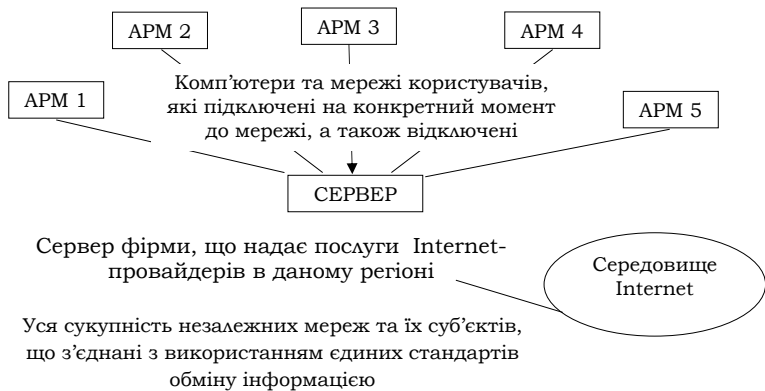 АРМ 2
АРМ 3
АРМ 4
Комп’ютери та мережі користувачів,
які підключені на конкретний момент
до мережі, а також відключені
АРМ 1
АРМ 5
СЕРВЕР
Сервер фірми, що надає послуги Internet-
провайдерів в даному регіоні
Середовище
Internet
Уся сукупність незалежних мереж та їх суб’єктів,
що з’єднані з використанням єдиних стандартів
обміну інформацією